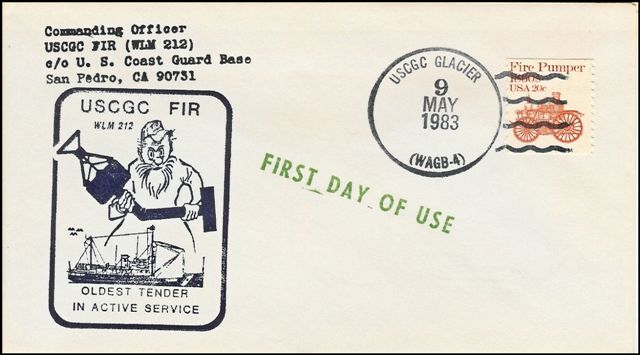 Commanding Officer
USCGC FIR (WLM 212)
c/o U. S. Coast Guard Base
San Pedro, CA 90731
USCGC FIR
WLM 212
OLDEST TENDER
IN ACTIVE SERVICE
FIRST DAY OF USE
USCGC GLACIER
9
MAY
1983
(WAGB-4)
Fire Pumper
1860s
USA 20c